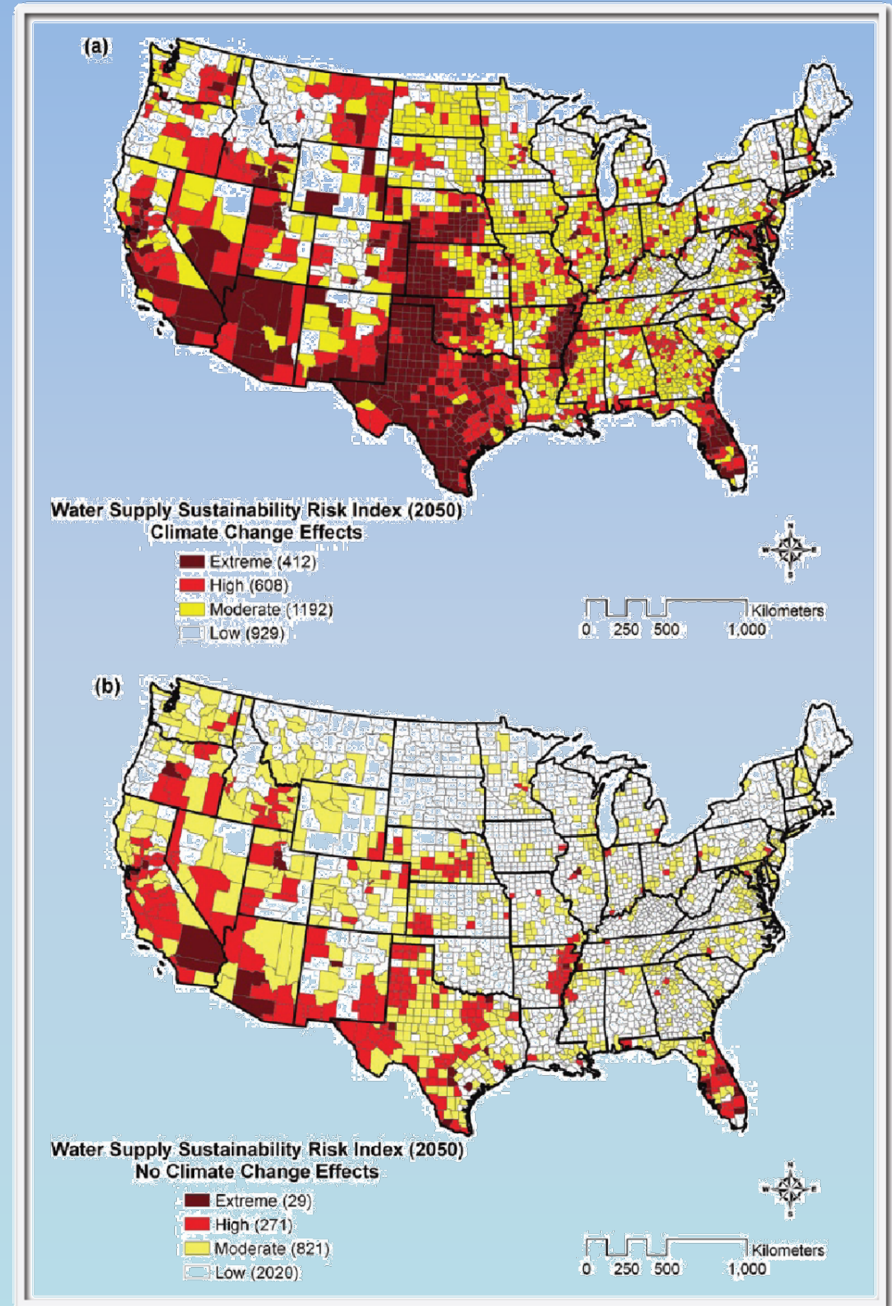 (a)
N
W E
S
Water Supply Sustainability Risk Index (2050)
Climate Change Effects
Extreme (412)
High (608)
Moderate (1192)
Low (929)
Kilometers
0 250 500 1,000
(b)
N
W E
S
Water Supply Sustainability Risk Index (2050)
No Climate Change Effects
Extreme (29)
High (271)
Moderate (821)
Low (2020)
Kilometers
0 250 500 1,000